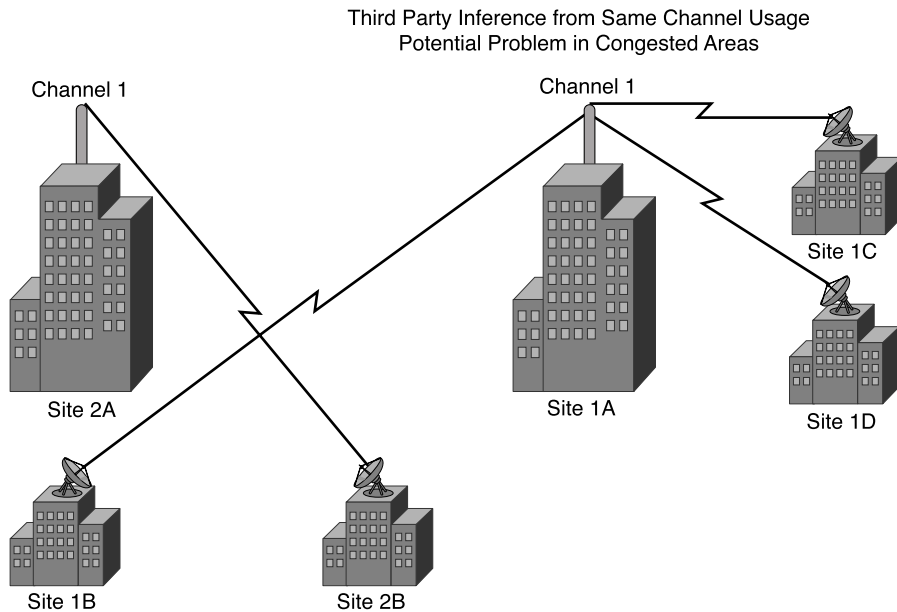 Third Party Inference from Same Channel Usage
Potential Problem in Congested Areas
Channel 1
Channel 1
Site 1C
Site 2A
Site 1A
Site 1D
Site 1B
Site 2B